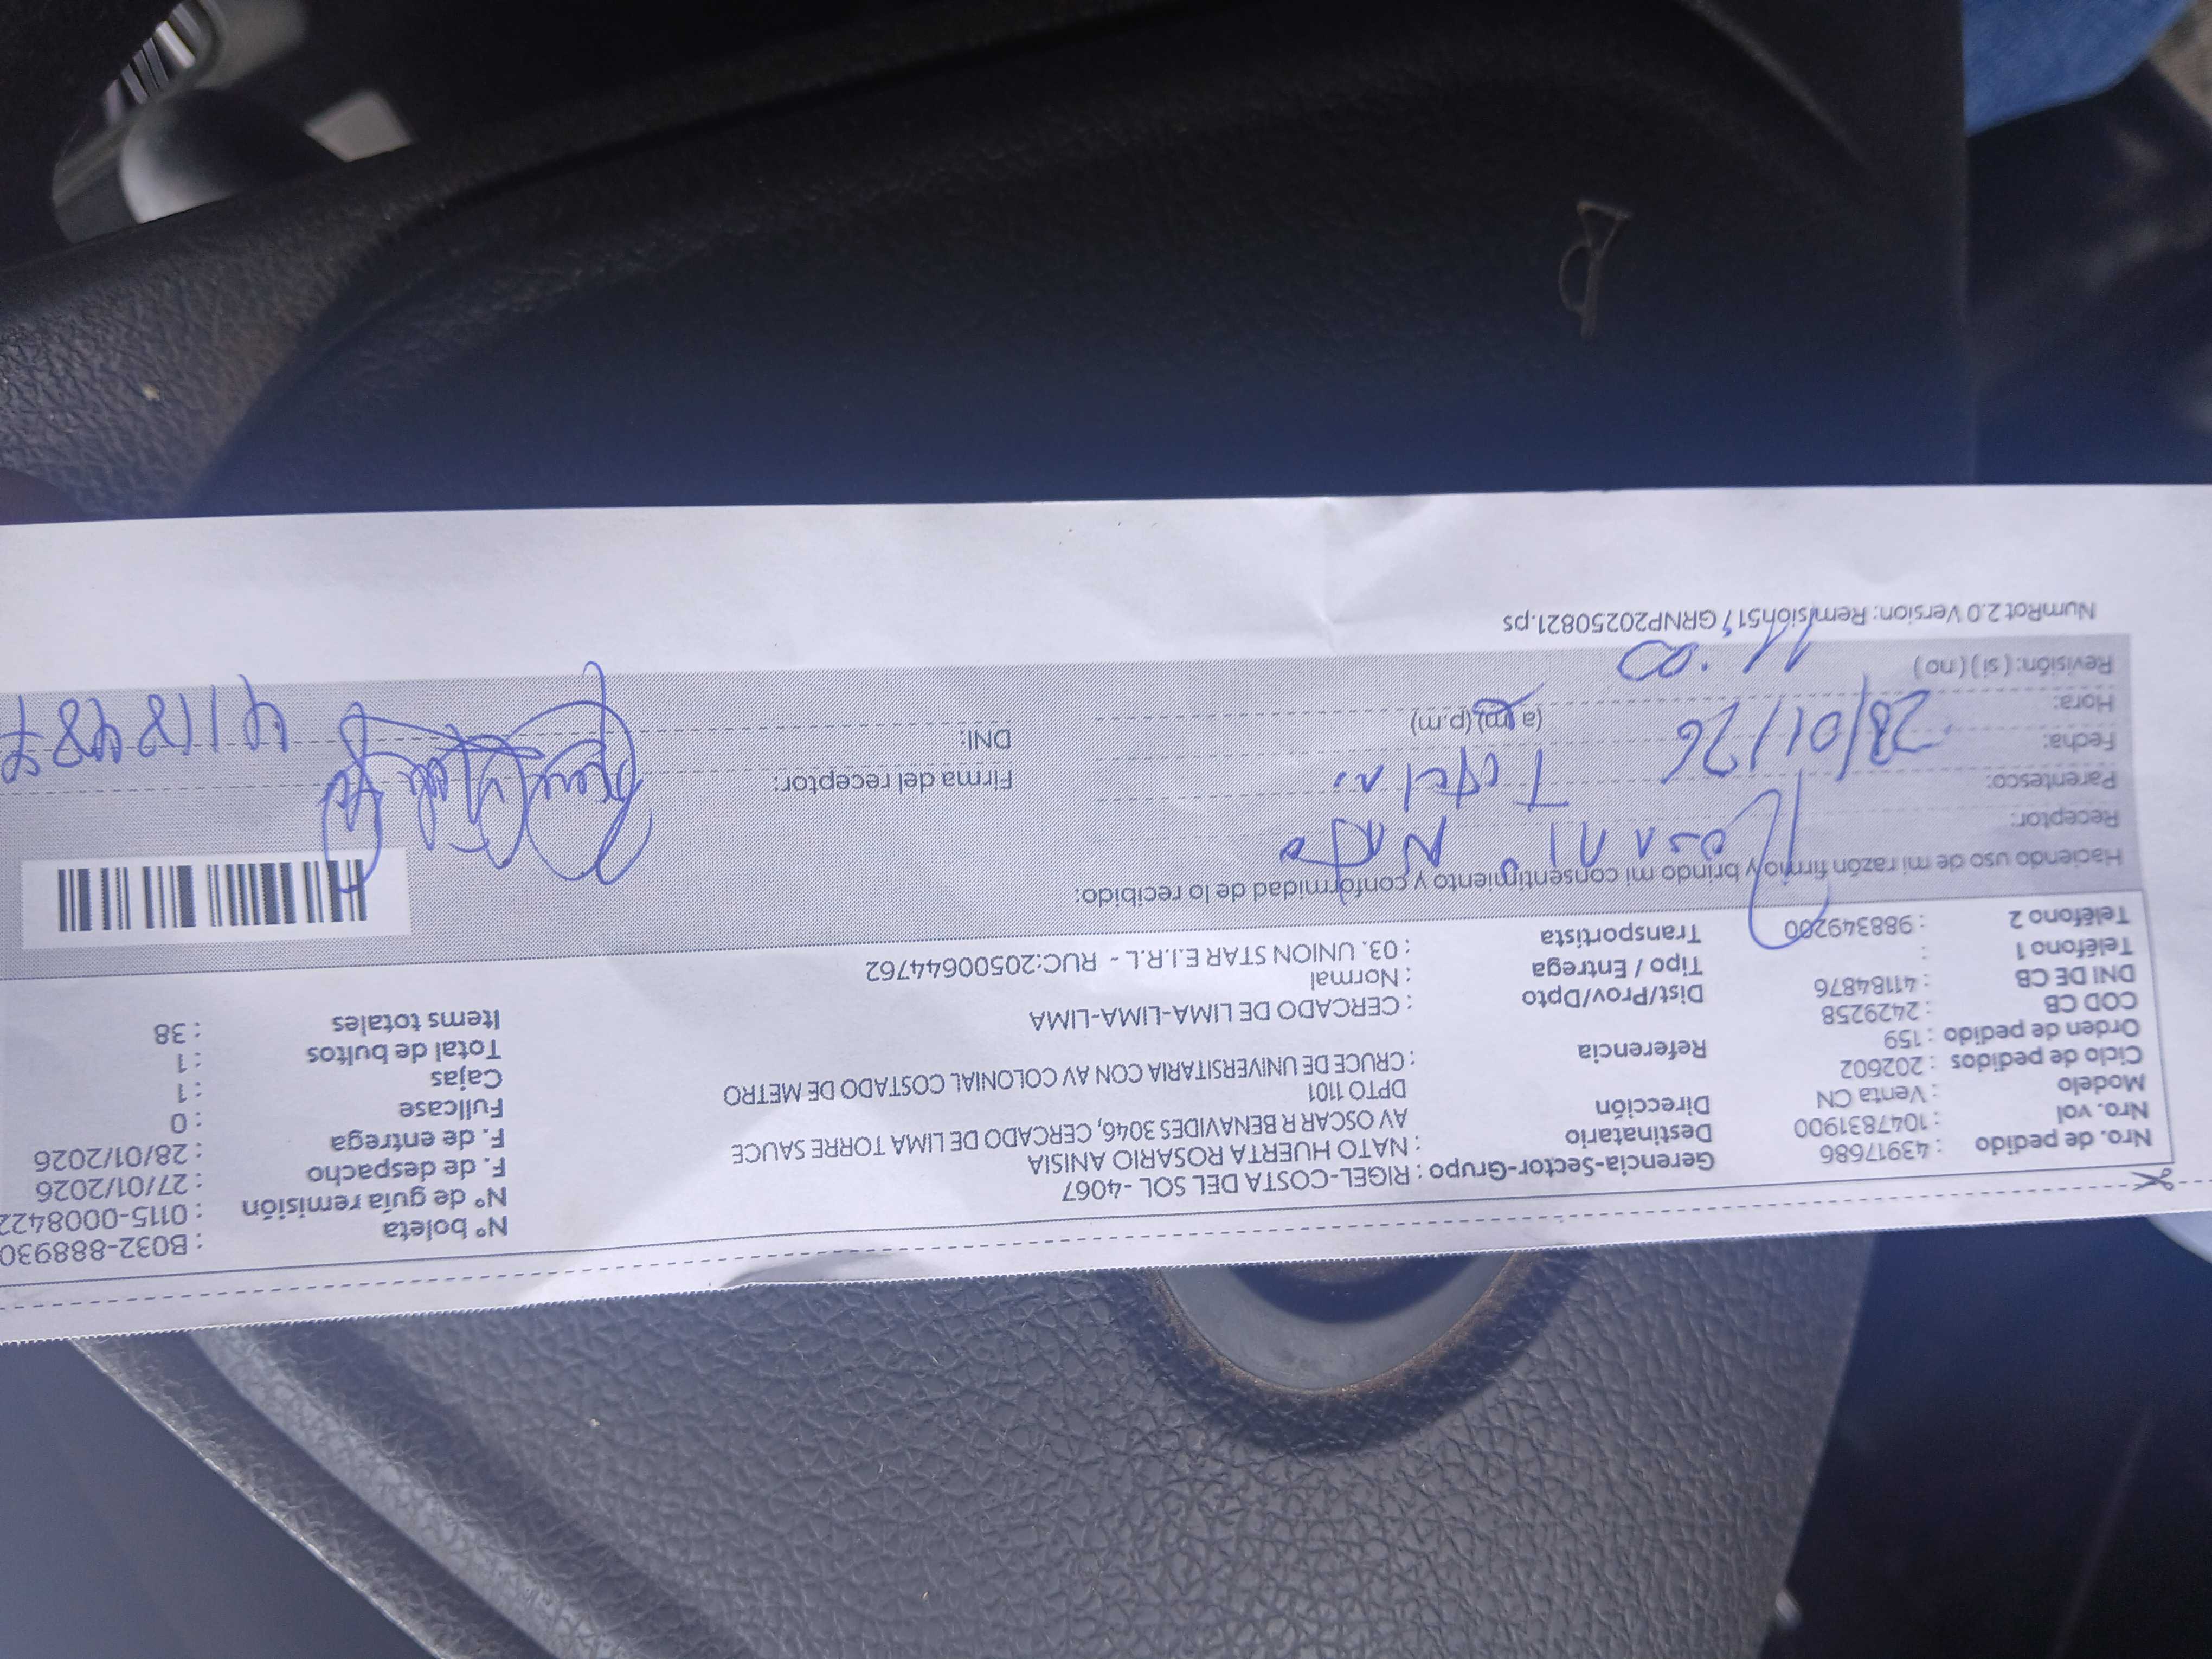 Nro. de pedido : 43917686
Nro. vol : 1047831900
Modelo : Venta CN
Ciclo de pedidos : 202602
Orden de pedido : 159
COD CB : 2429258
DNI DE CB : 41184876
Teléfono 1 :
Teléfono 2 : 988349200
Gerencia-Sector-Grupo : RIGEL-COSTA DEL SOL - 4067
Destinatario : NATO HUERTA ROSARIO ANISIA
Dirección AV OSCAR R BENAVIDES 3046, CERCADO DE LIMA TORRE SAUCE
DPTO 1101
Referencia : CRUCE DE UNIVERSITARIA CON AV COLONIAL COSTADO DE METRO
Dist/Prov/Dpto : CERCADO DE LIMA-LIMA-LIMA
Tipo / Entrega : Normal
Transportista : 03. UNION STAR E.I.R.L - RUC:20500644762
Nº boleta : B032-888930
Nº de guía remisión : 0115-0008422
F. de despacho : 27/01/2026
F. de entrega : 28/01/2026
Fullcase : 0
Cajas : 1
Total de bultos : 1
Items totales : 38
Haciendo uso de mi razón firmo y brindo mi consentimiento y conformidad de lo recibido:
Receptor: Nato
Parentesco:
Fecha: 28/01/26
Hora: 11:00 (a.m) (p.m)
Revisión: ( si ) ( no )
Firma del receptor:
DNI:
NumRot 2.0 Version: Remision51 / GRNP20250821.ps